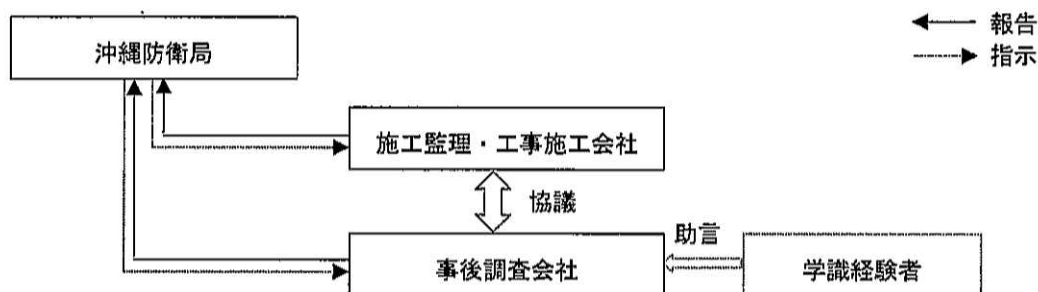 報告
指示
沖縄防衛局
施工監理・工事施工会社
協議
助言
事後調査会社
学識経験者